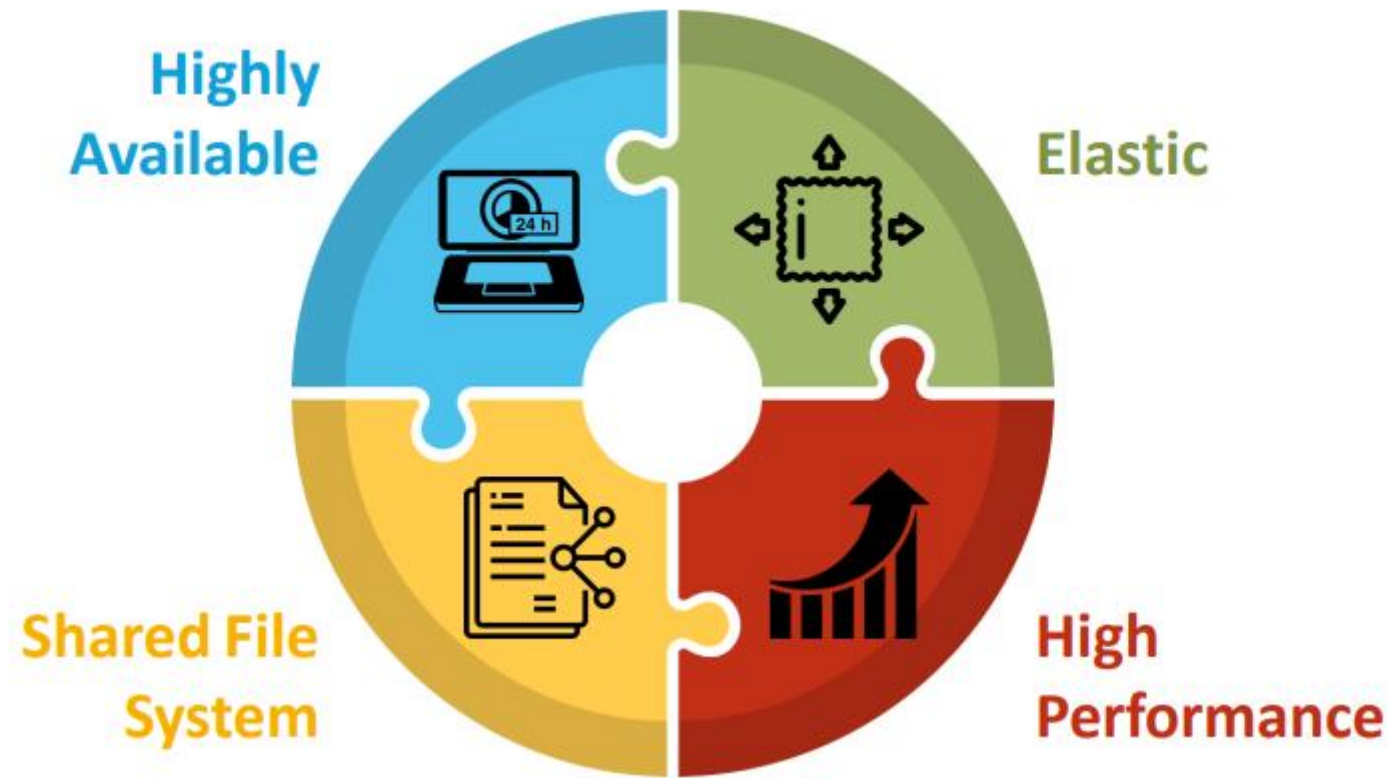 Highly
Available
24 h
Elastic
Shared File
System
High
Performance